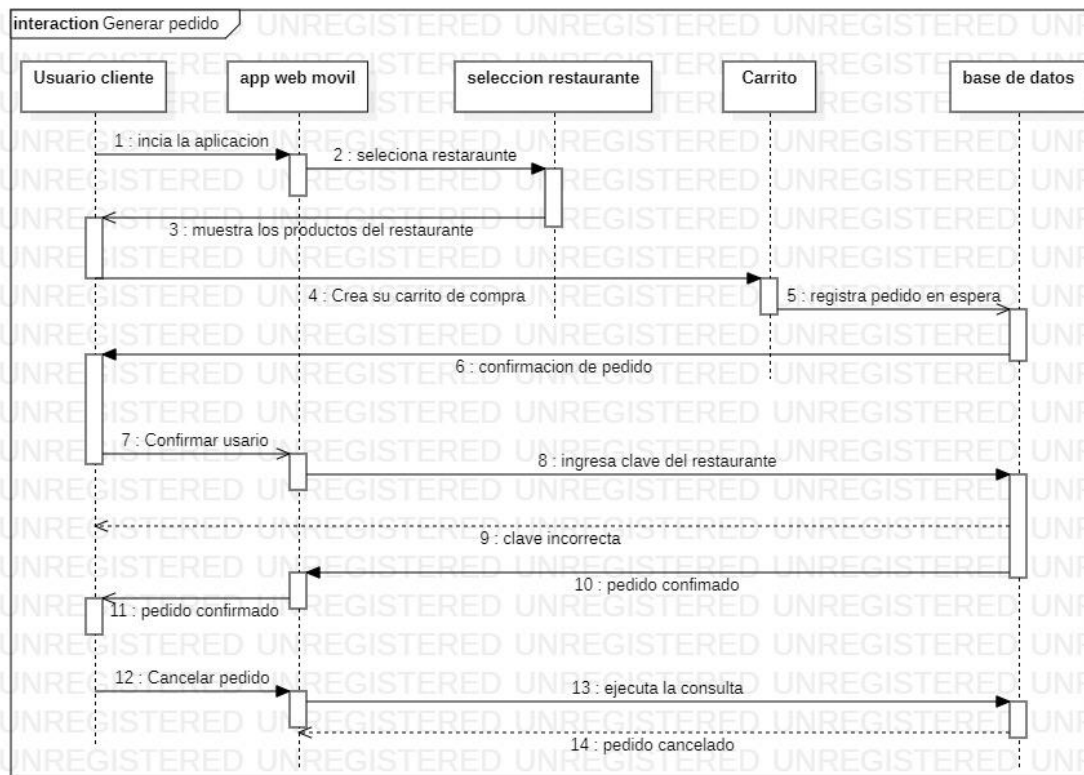 interaction Generar pedido
Usuario cliente
app web movil
seleccion restaurante
Carrito
base de datos
1 : incia la aplicacion
2 : seleciona restaraunte
3 : muestra los productos del restaurante
4 : Crea su carrito de compra
5 : registra pedido en espera
6 : confirmacion de pedido
7 : Confirmar usario
8 : ingresa clave del restaurante
9 : clave incorrecta
10 : pedido confimado
11 : pedido confirmado
12 : Cancelar pedido
13 : ejecuta la consulta
14 : pedido cancelado
UNREGISTERED